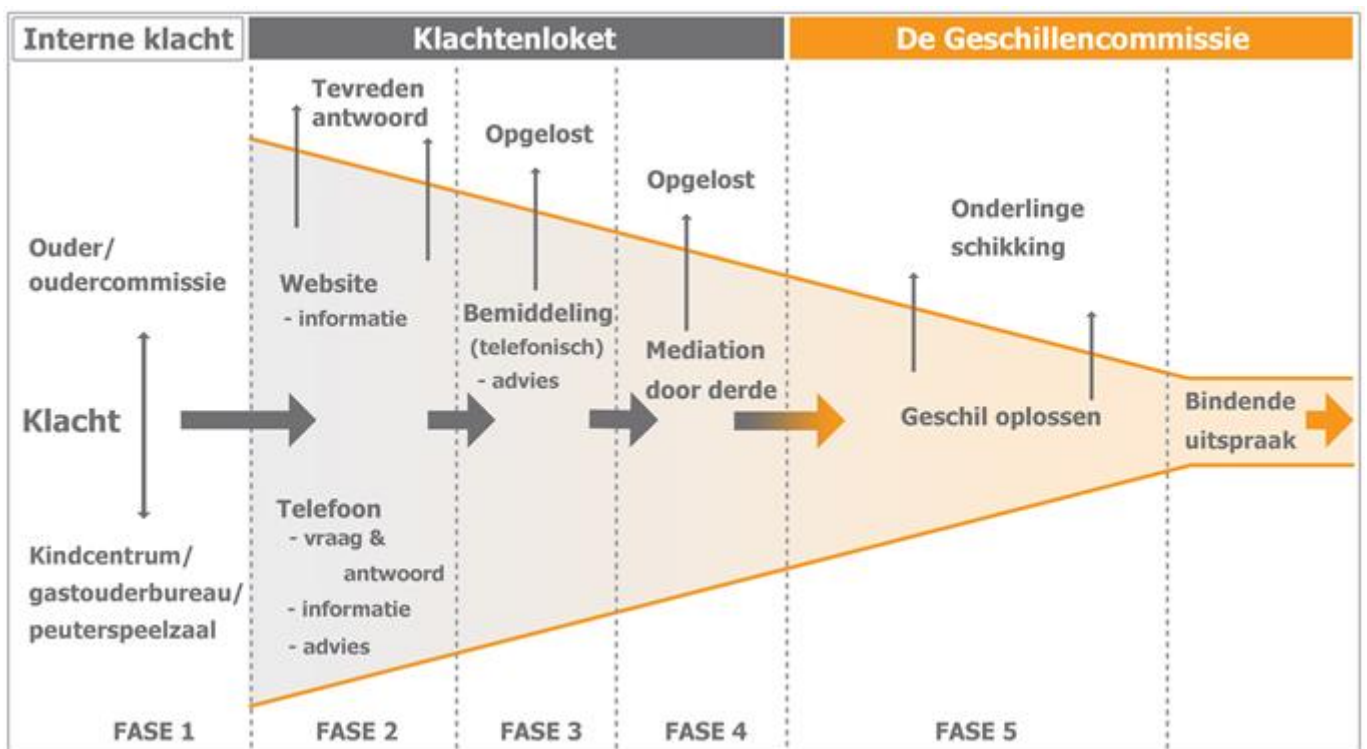 Interne klacht
Klachtenloket
De Geschillencommissie
Ouder/
oudercommissie
Klacht
Kindcentrum/
gastouderbureau/
peuterspeelzaal
Tevreden
antwoord
Website
- informatie
Telefoon
- vraag &
antwoord
- informatie
- advies
Opgelost
Bemiddeling
(telefonisch)
- advies
Opgelost
Mediation
door derde
Onderlinge
schikking
Geschil oplossen
Bindende
uitspraak
FASE 1
FASE 2
FASE 3
FASE 4
FASE 5